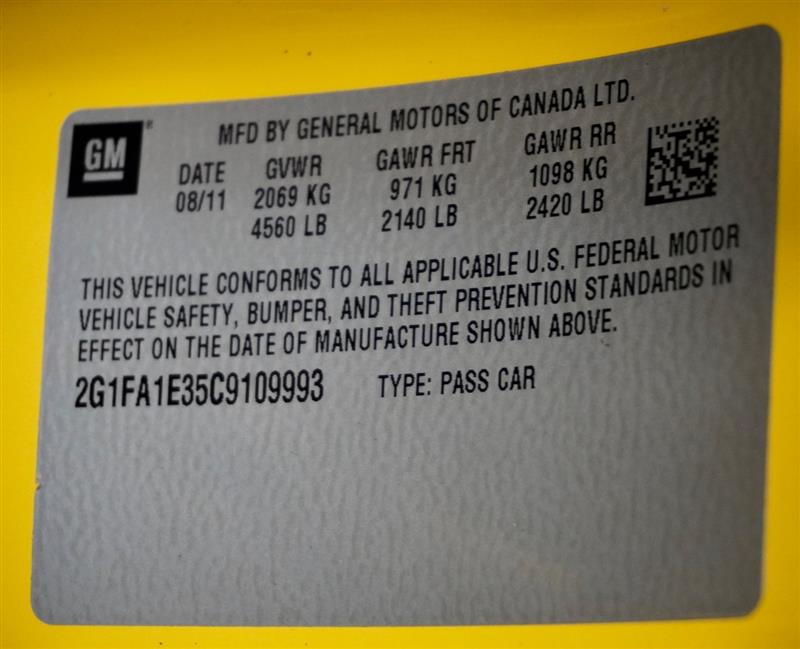 GM
MFD BY GENERAL MOTORS OF CANADA LTD.
DATE GVWR GAWR FRT GAWR RR
08/11 2069 KG 971 KG 1098 KG
4560 LB 2140 LB 2420 LB
THIS VEHICLE CONFORMS TO ALL APPLICABLE U.S. FEDERAL MOTOR
VEHICLE SAFETY, BUMPER, AND THEFT PREVENTION STANDARDS IN
EFFECT ON THE DATE OF MANUFACTURE SHOWN ABOVE.
2G1FA1E35C9109993 TYPE: PASS CAR